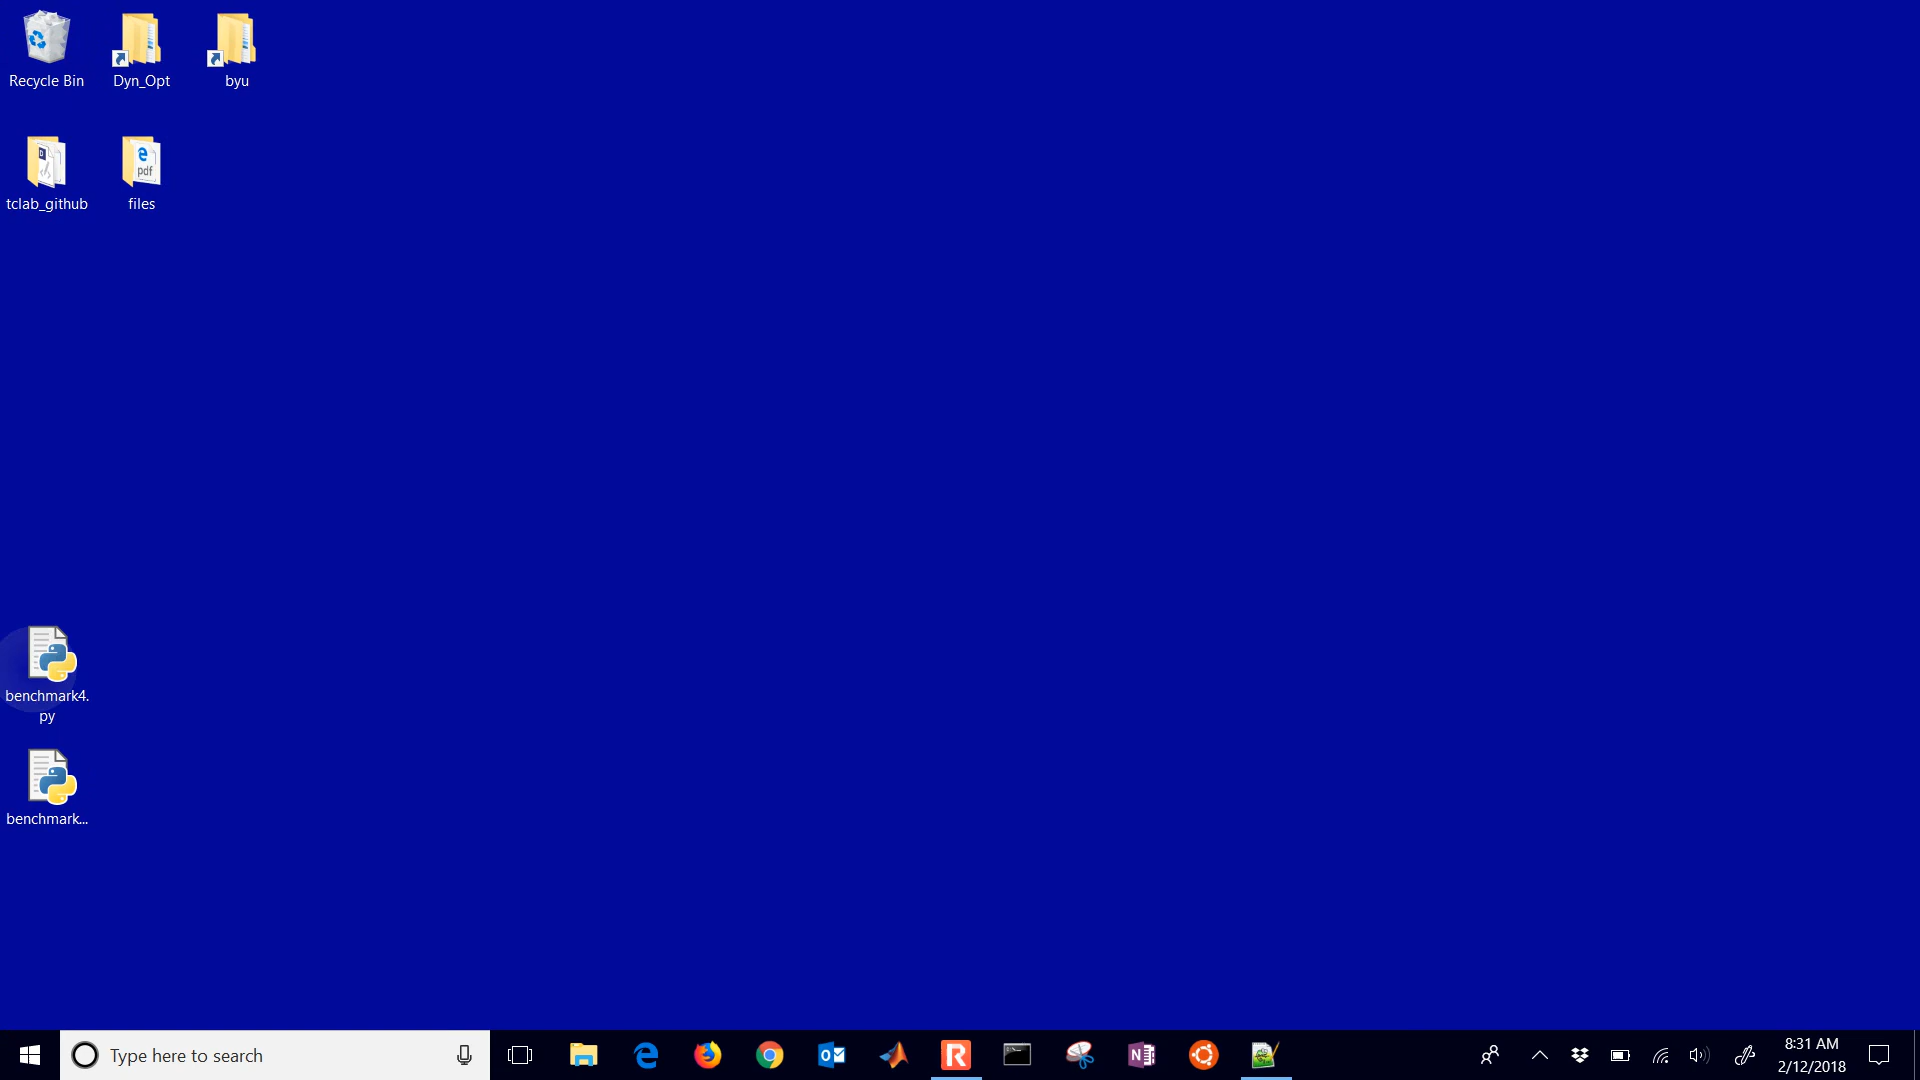 Recycle Bin
Dyn_Opt
byu
tclab_github
pdf
files
benchmark4.
py
benchmark...
Type here to search
8:31 AM
2/12/2018